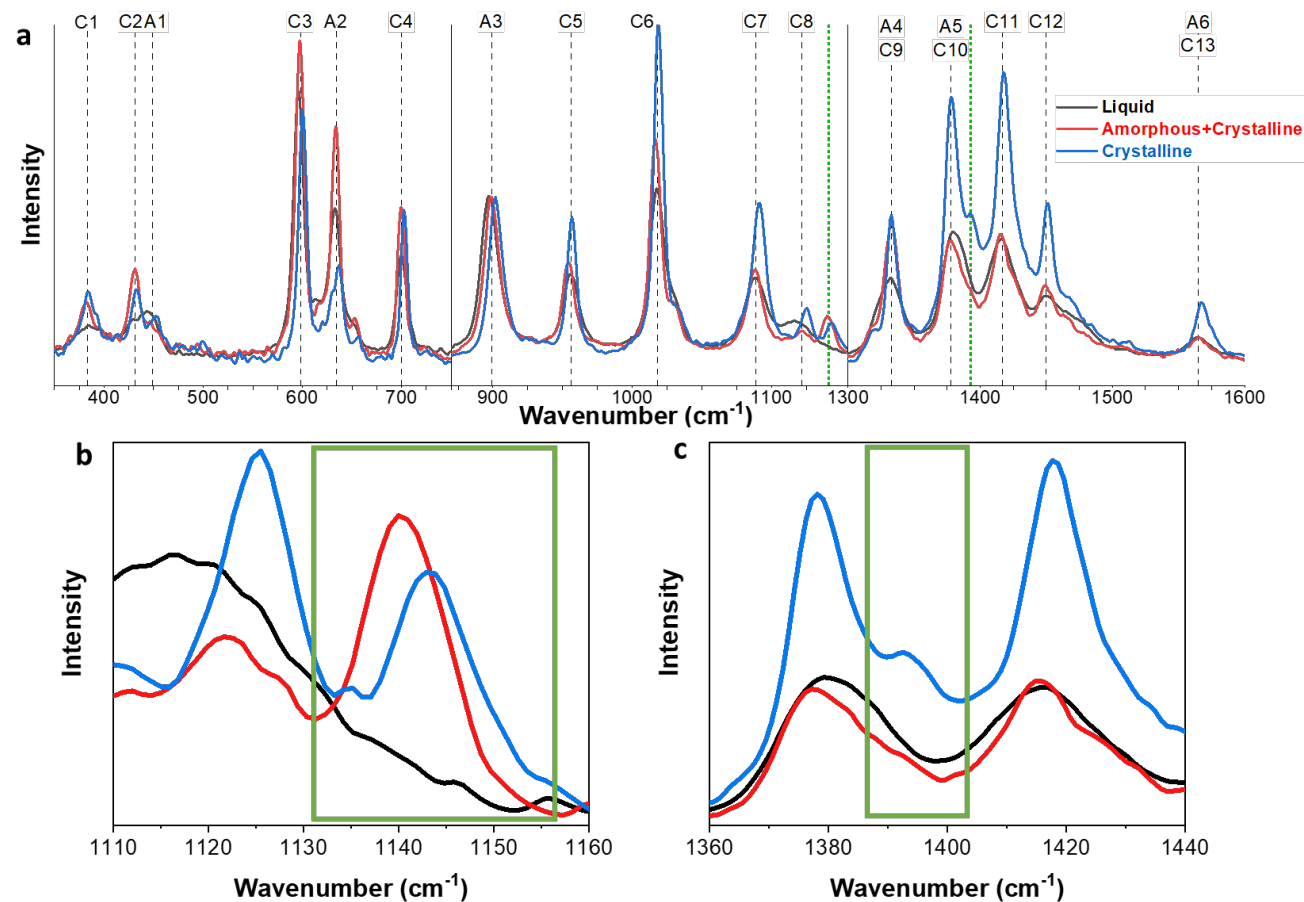 a
C1 C2 A1 C3 A2 C4 A3 C5 C6 C7 C8 A4 A5 C11 C12 A6
C9 C10 C13
Liquid
Amorphous+Crystalline
Crystalline
Intensity
400 500 600 700 900 1000 1100 1300 1400 1500 1600
Wavenumber (cm-1)
b
Intensity
1110 1120 1130 1140 1150 1160
Wavenumber (cm-1)
c
Intensity
1360 1380 1400 1420 1440
Wavenumber (cm-1)